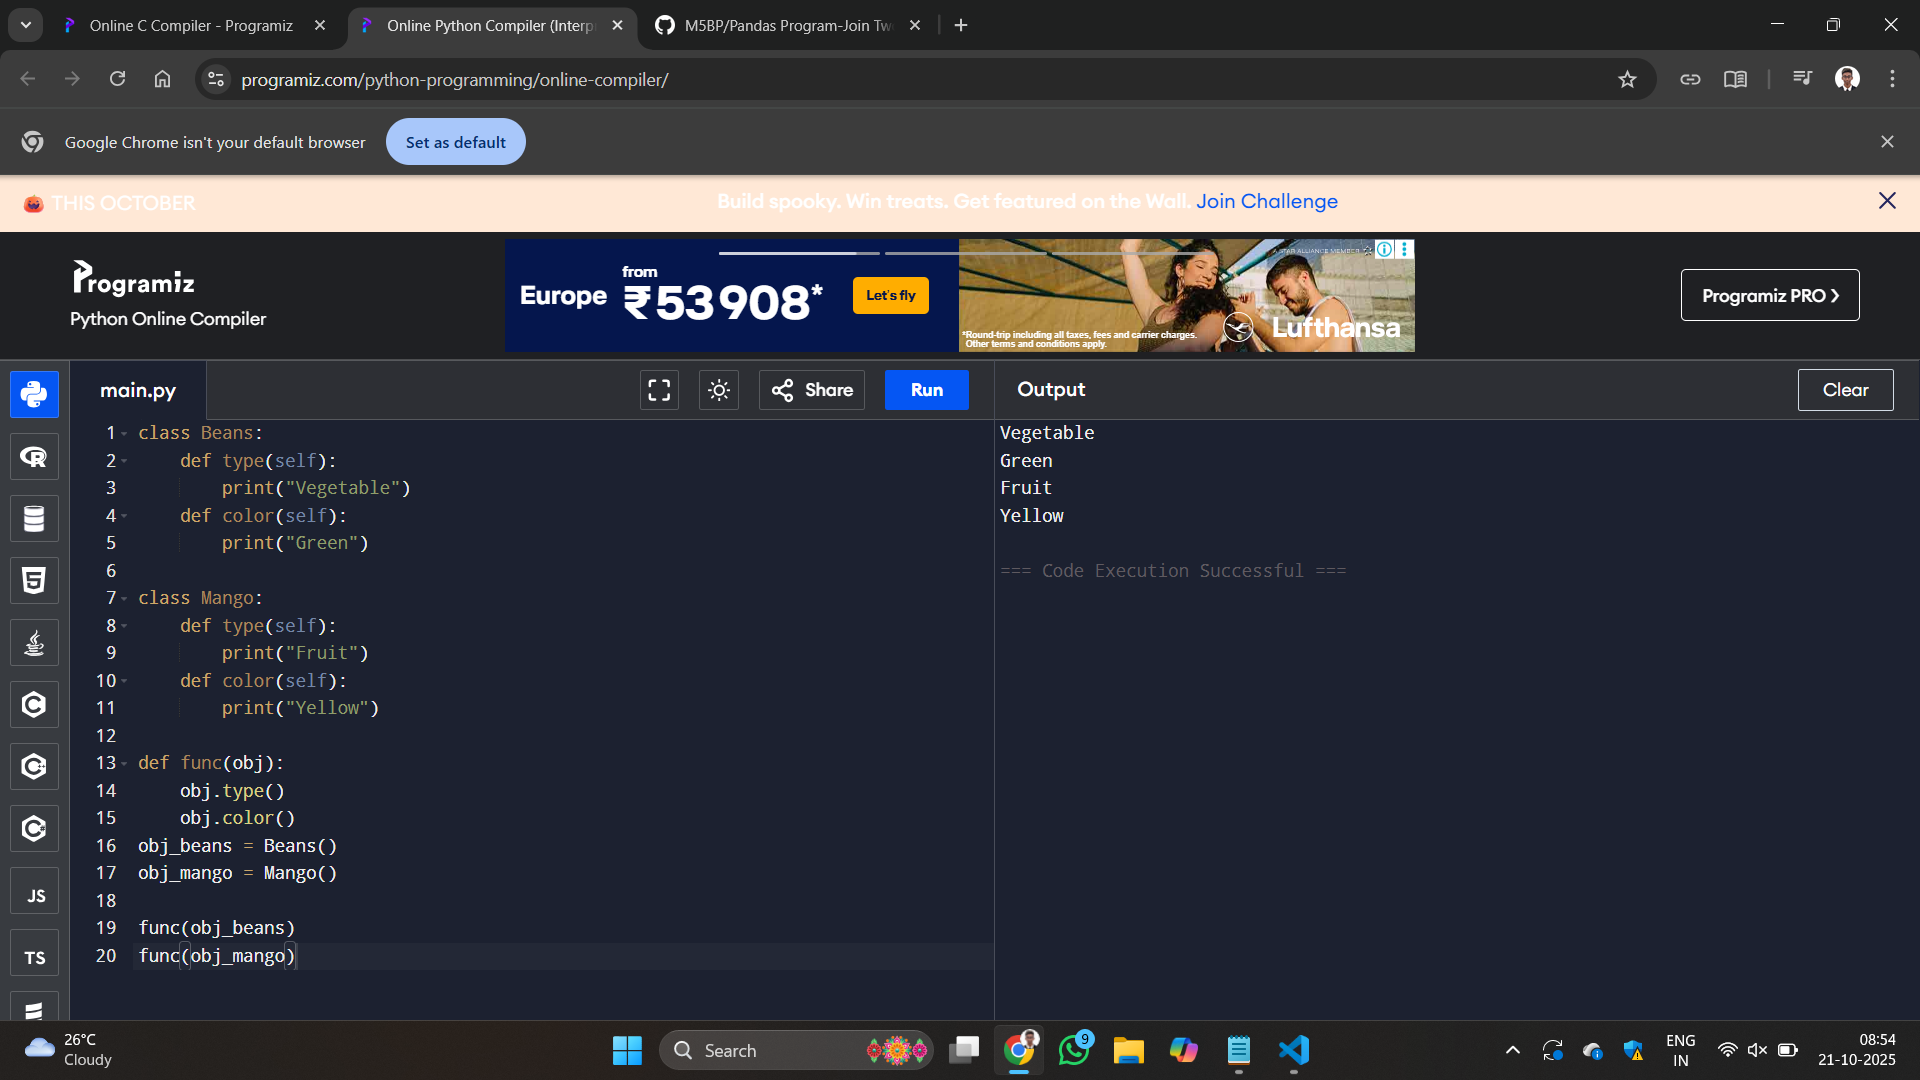 Online C Compiler - Programiz
Online Python Compiler (Interp
M5BP/Pandas Program-Join Tw
programiz.com/python-programming/online-compiler/
Google Chrome isn't your default browser
Set as default
THIS OCTOBER
Build spooky. Win treats. Get featured on the Wall. Join Challenge
Programiz
Python Online Compiler
Europe
from
₹53 908*
Let's fly
A STAR ALLIANCE MEMBER
*Round-trip including all taxes, fees and carrier charges.
Other terms and conditions apply.
Lufthansa
Programiz PRO ❯
main.py
Share
Run
Output
Clear
1 class Beans:
2     def type(self):
3         print("Vegetable")
4     def color(self):
5         print("Green")
6
7 class Mango:
8     def type(self):
9         print("Fruit")
10     def color(self):
11         print("Yellow")
12
13 def func(obj):
14     obj.type()
15     obj.color()
16 obj_beans = Beans()
17 obj_mango = Mango()
18
19 func(obj_beans)
20 func(obj_mango)
Vegetable
Green
Fruit
Yellow
=== Code Execution Successful ===
R
5
C
C
C
JS
TS
26°C
Cloudy
Search
9
ENG
IN
08:54
21-10-2025